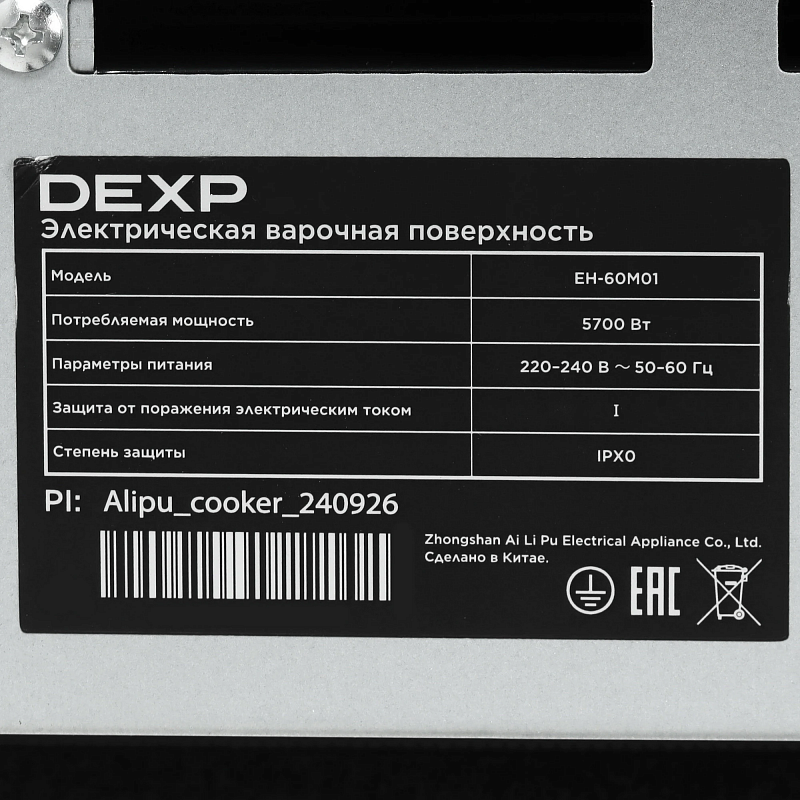 DEXP
Электрическая варочная поверхность
Модель EH-60M01
Потребляемая мощность 5700 Вт
Параметры питания 220-240 В ~ 50-60 Гц
Защита от поражения электрическим током I
Степень защиты IPX0
PI: Alipu_cooker_240926
Zhongshan Ai Li Pu Electrical Appliance Co., Ltd.
Сделано в Китае.
EAC